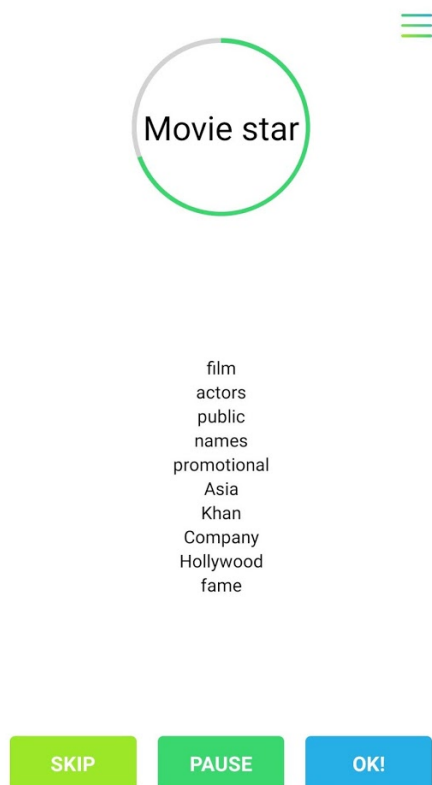 Movie star
film
actors
public
names
promotional
Asia
Khan
Company
Hollywood
fame
SKIP PAUSE OK!